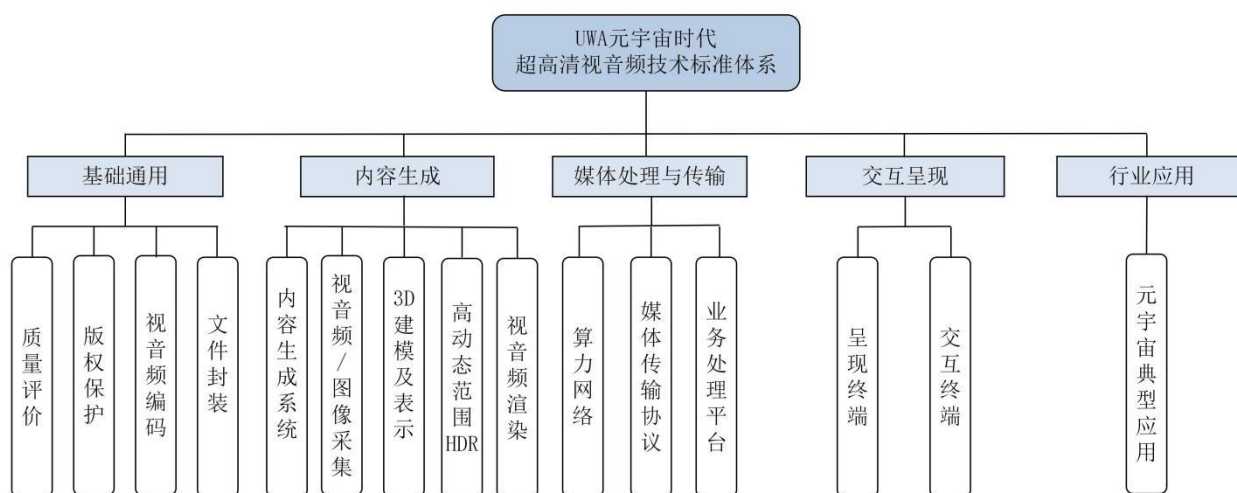 UWA元宇宙时代
超高清视音频技术标准体系
基础通用
内容生成
媒体处理与传输
交互呈现
行业应用
质量评价
版权保护
视音频编码
文件封装
内容生成系统
视音频/图像采集
3D建模及表示
高动态范围HDR
视音频渲染
算力网络
媒体传输协议
业务处理平台
呈现终端
交互终端
元宇宙典型应用